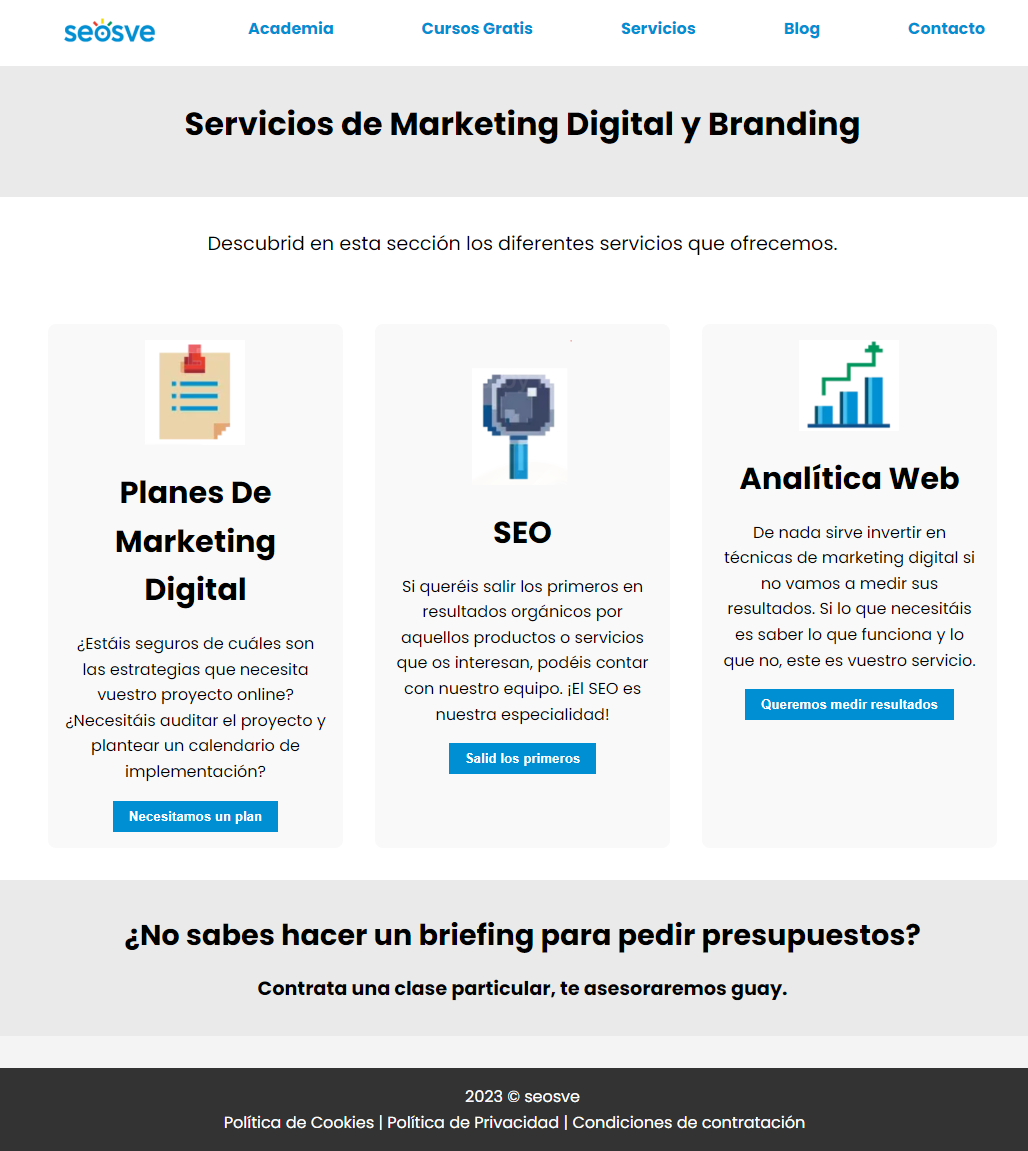 seosve
Academia
Cursos Gratis
Servicios
Blog
Contacto
Servicios de Marketing Digital y Branding
Descubrid en esta sección los diferentes servicios que ofrecemos.
Planes De
Marketing
Digital
¿Estáis seguros de cuáles son
las estrategias que necesita
vuestro proyecto online?
¿Necesitáis auditar el proyecto y
plantear un calendario de
implementación?
Necesitamos un plan
SEO
Si queréis salir los primeros en
resultados orgánicos por
aquellos productos o servicios
que os interesan, podéis contar
con nuestro equipo. ¡El SEO es
nuestra especialidad!
Salid los primeros
Analítica Web
De nada sirve invertir en
técnicas de marketing digital si
no vamos a medir sus
resultados. Si lo que necesitáis
es saber lo que funciona y lo
que no, este es vuestro servicio.
Queremos medir resultados
¿No sabes hacer un briefing para pedir presupuestos?
Contrata una clase particular, te asesoraremos guay.
2023 © seosve
Política de Cookies | Política de Privacidad | Condiciones de contratación